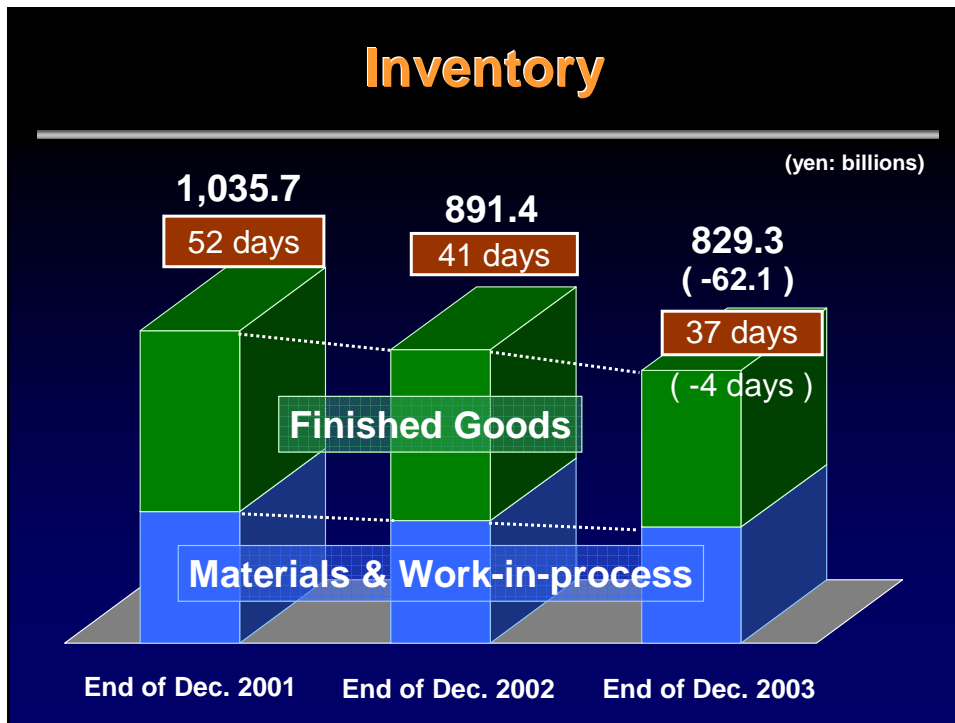 Inventory
(yen: billions)
1,035.7
52 days
891.4
41 days
829.3
( -62.1 )
37 days
( -4 days )
Finished Goods
Materials & Work-in-process
End of Dec. 2001
End of Dec. 2002
End of Dec. 2003